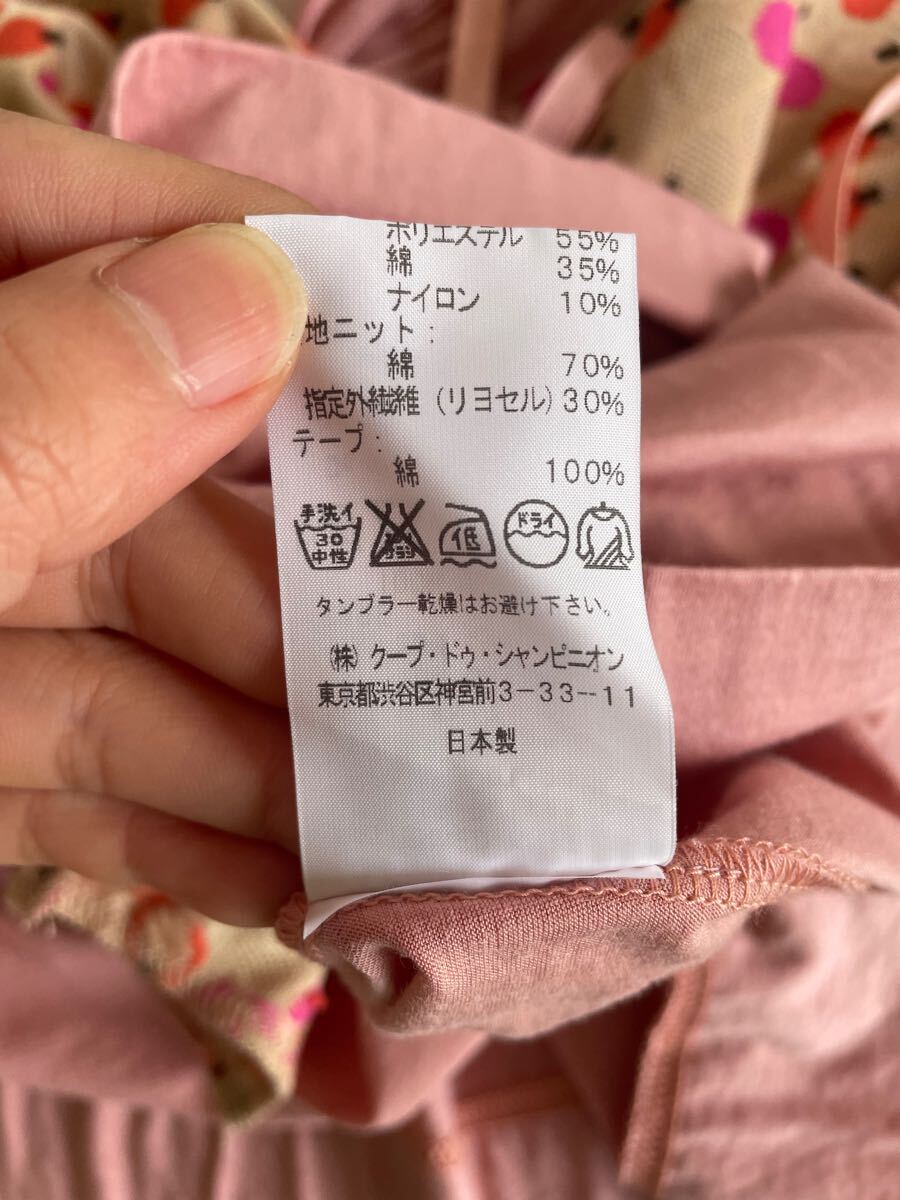 ポリエステル 55%
綿 35%
ナイロン 10%
地ニット:
綿 70%
指定外繊維(リヨセル)30%
テープ:
綿 100%
手洗イ 30 中性 低 ドライ
タンブラー乾燥はお避け下さい。
(株)クープ・ドゥ・シャンピニオン
東京都渋谷区神宮前3-33--11
日本製